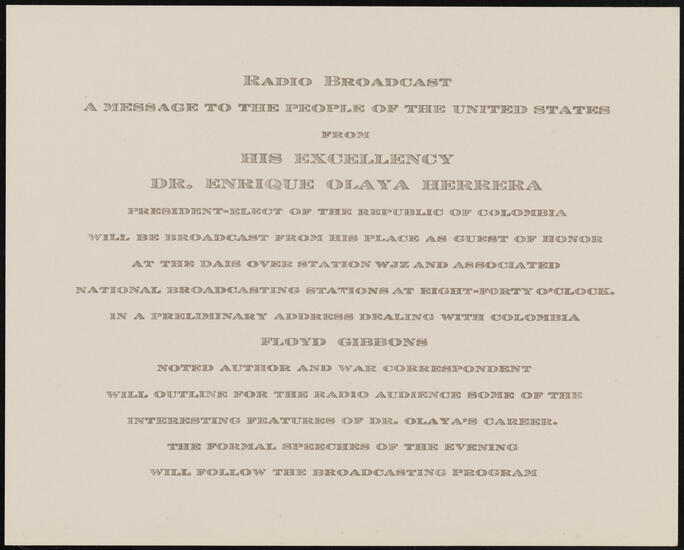 Radio Broadcast
A MESSAGE TO THE PEOPLE OF THE UNITED STATES
FROM
HIS EXCELLENCY
DR. ENRIQUE OLAYA HERRERA
PRESIDENT-ELECT OF THE REPUBLIC OF COLOMBIA
WILL BE BROADCAST FROM HIS PLACE AS GUEST OF HONOR
AT THE DAIS OVER STATION WJZ AND ASSOCIATED
NATIONAL BROADCASTING STATIONS AT EIGHT-FORTY O'CLOCK.
IN A PRELIMINARY ADDRESS DEALING WITH COLOMBIA
FLOYD GIBBONS
NOTED AUTHOR AND WAR CORRESPONDENT
WILL OUTLINE FOR THE RADIO AUDIENCE SOME OF THE
INTERESTING FEATURES OF DR. OLAYA'S CAREER.
THE FORMAL SPEECHES OF THE EVENING
WILL FOLLOW THE BROADCASTING PROGRAM